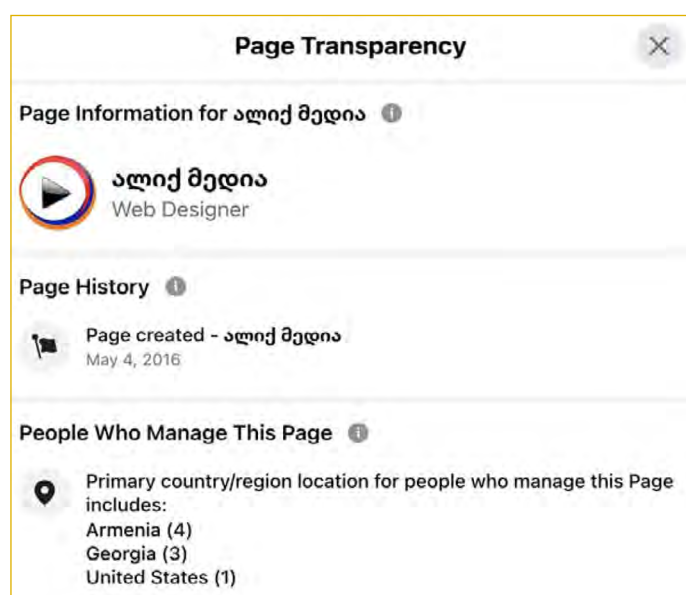 Page Transparency
Page Information for ალიქ მედია
ალიქ მედია
Web Designer
Page History
Page created - ალიქ მედია
May 4, 2016
People Who Manage This Page
Primary country/region location for people who manage this Page
includes:
Armenia (4)
Georgia (3)
United States (1)